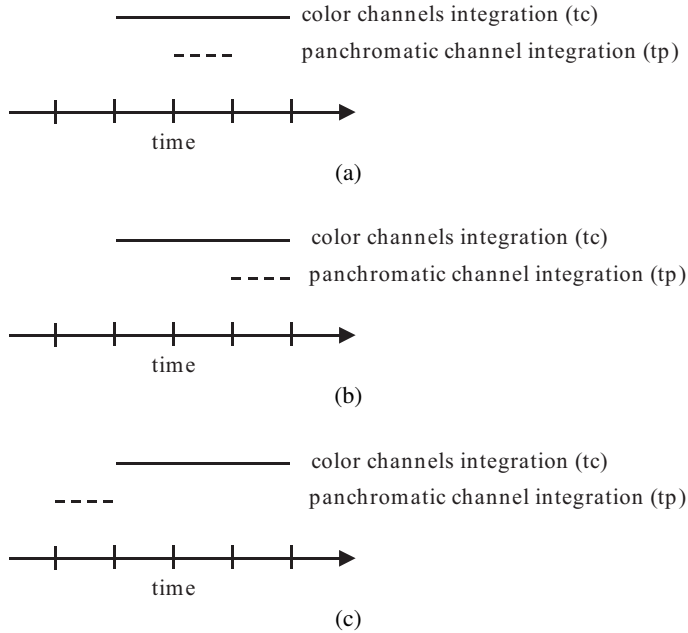 color channels integration (tc)
panchromatic channel integration (tp)
time
(a)
color channels integration (tc)
panchromatic channel integration (tp)
time
(b)
color channels integration (tc)
panchromatic channel integration (tp)
time
(c)